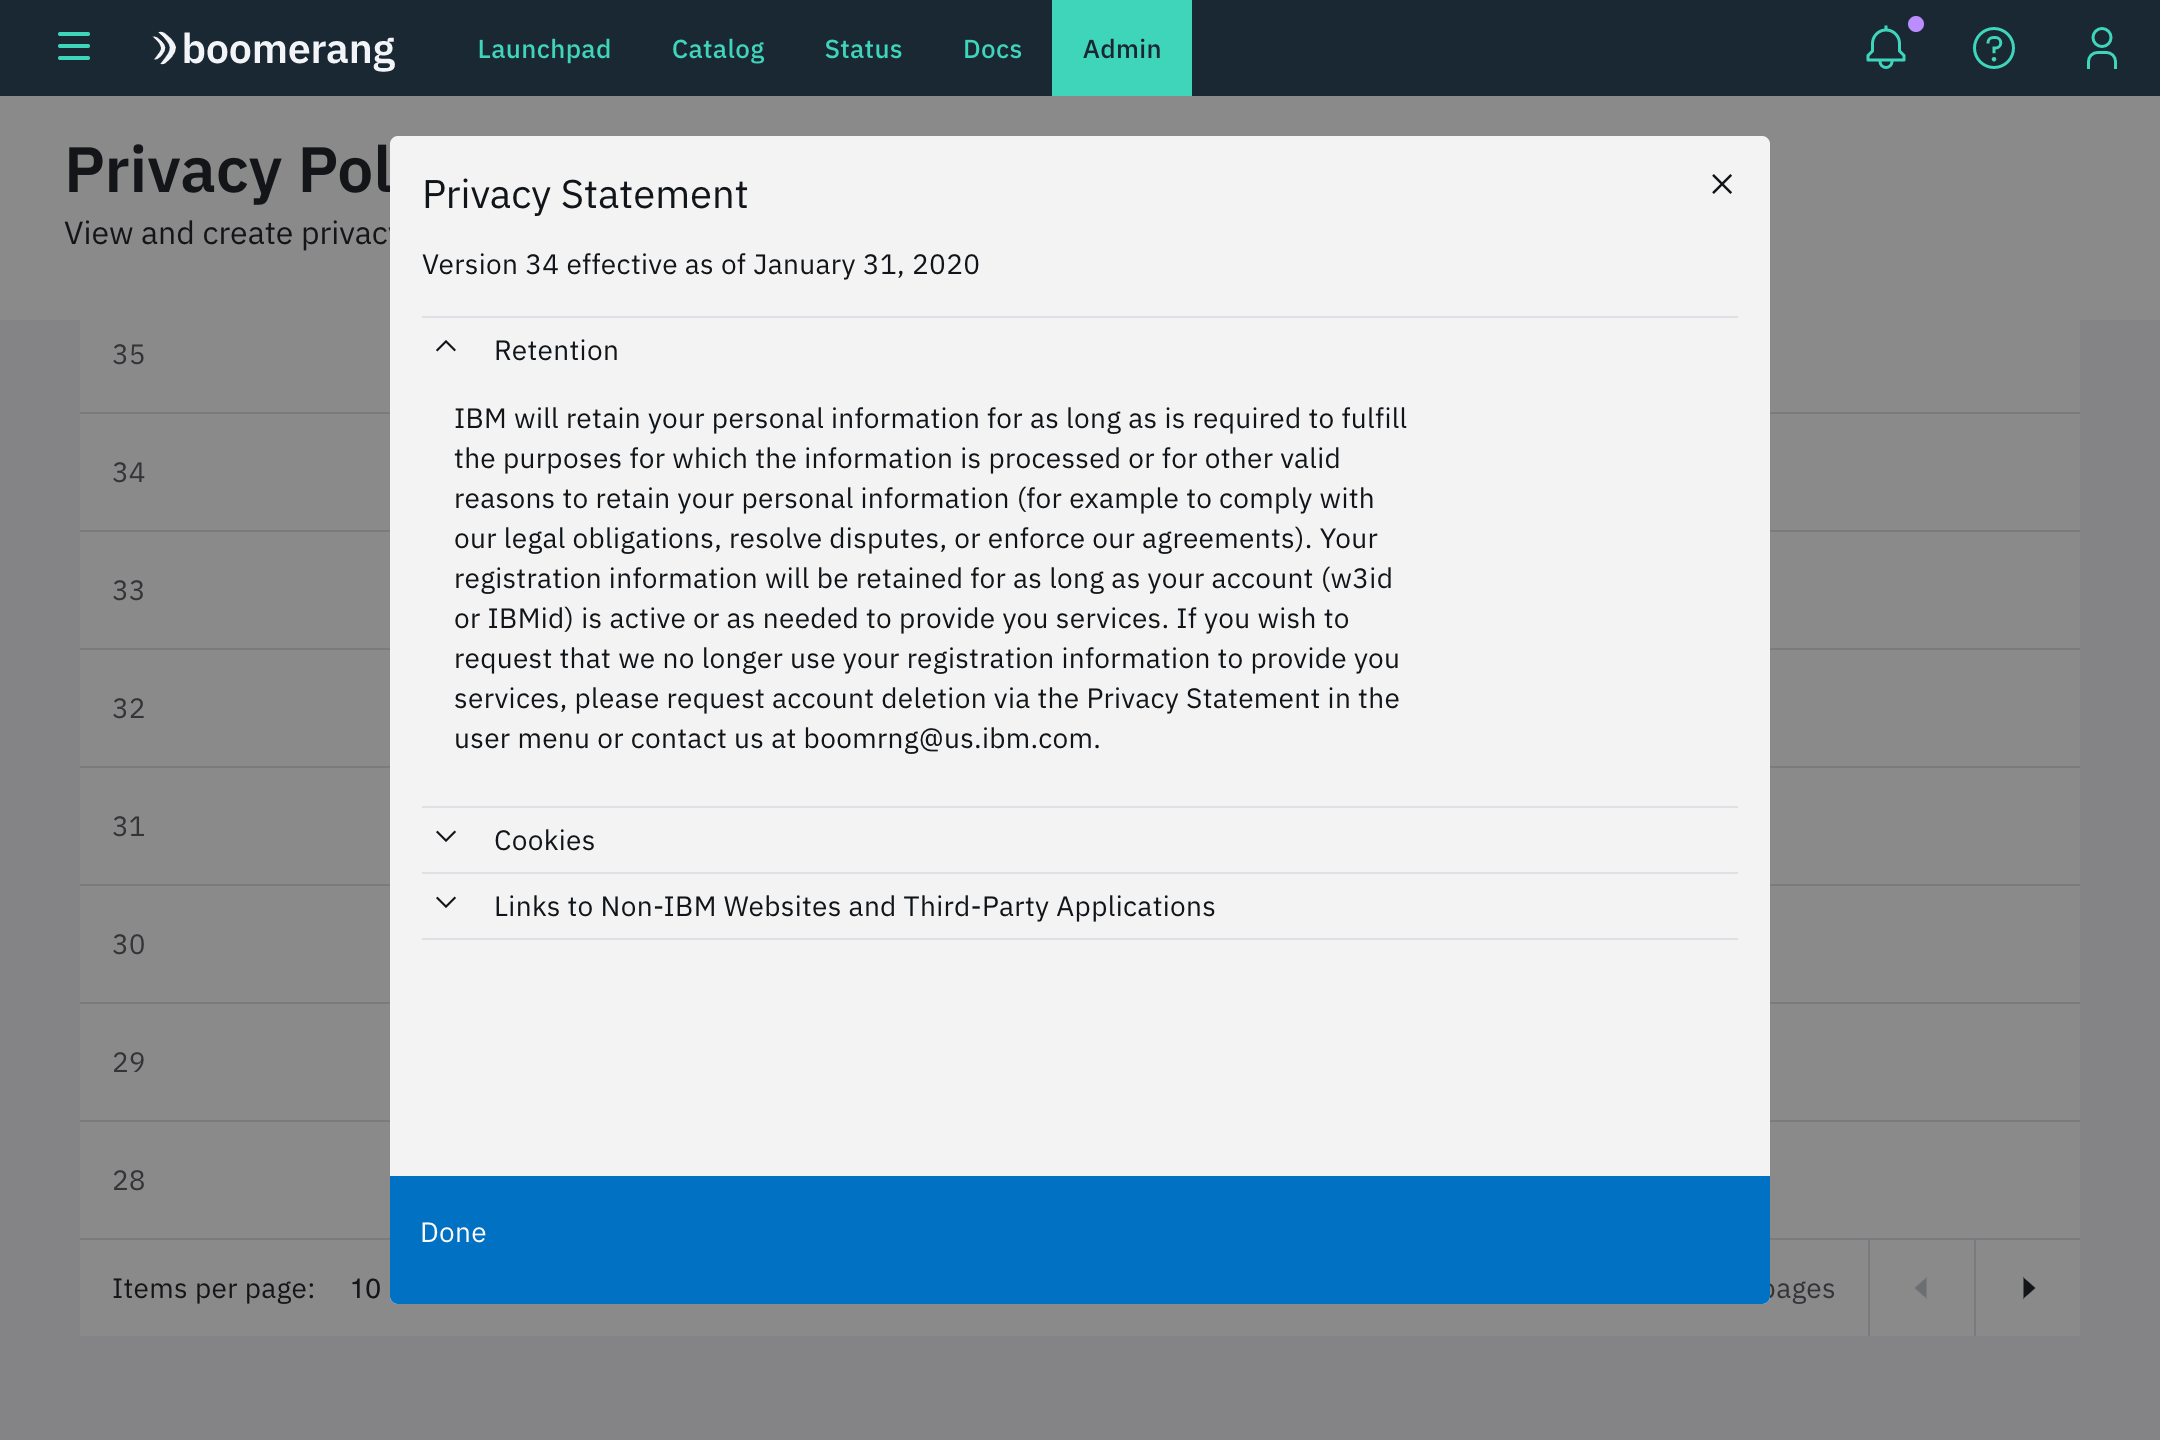 boomerang
Launchpad
Catalog
Status
Docs
Admin
Privacy Pol
View and create privac
Privacy Statement
Version 34 effective as of January 31, 2020
Retention
IBM will retain your personal information for as long as is required to fulfill
the purposes for which the information is processed or for other valid
reasons to retain your personal information (for example to comply with
our legal obligations, resolve disputes, or enforce our agreements). Your
registration information will be retained for as long as your account (w3id
or IBMid) is active or as needed to provide you services. If you wish to
request that we no longer use your registration information to provide you
services, please request account deletion via the Privacy Statement in the
user menu or contact us at boomrng@us.ibm.com.
Cookies
Links to Non-IBM Websites and Third-Party Applications
Done
35
34
33
32
31
30
29
28
Items per page: 10
pages